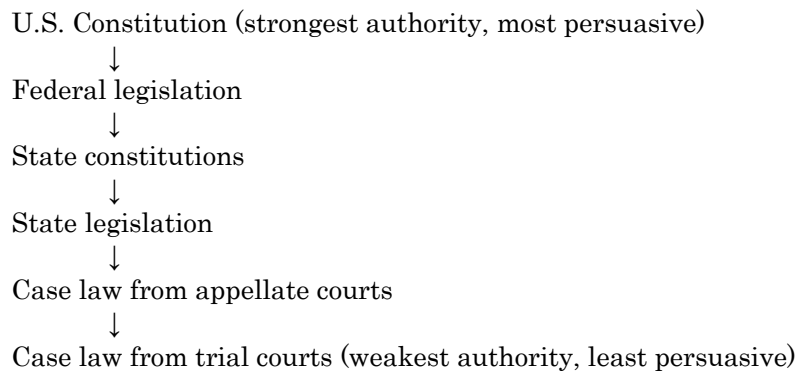 U.S. Constitution (strongest authority, most persuasive)
↓
Federal legislation
↓
State constitutions
↓
State legislation
↓
Case law from appellate courts
↓
Case law from trial courts (weakest authority, least persuasive)